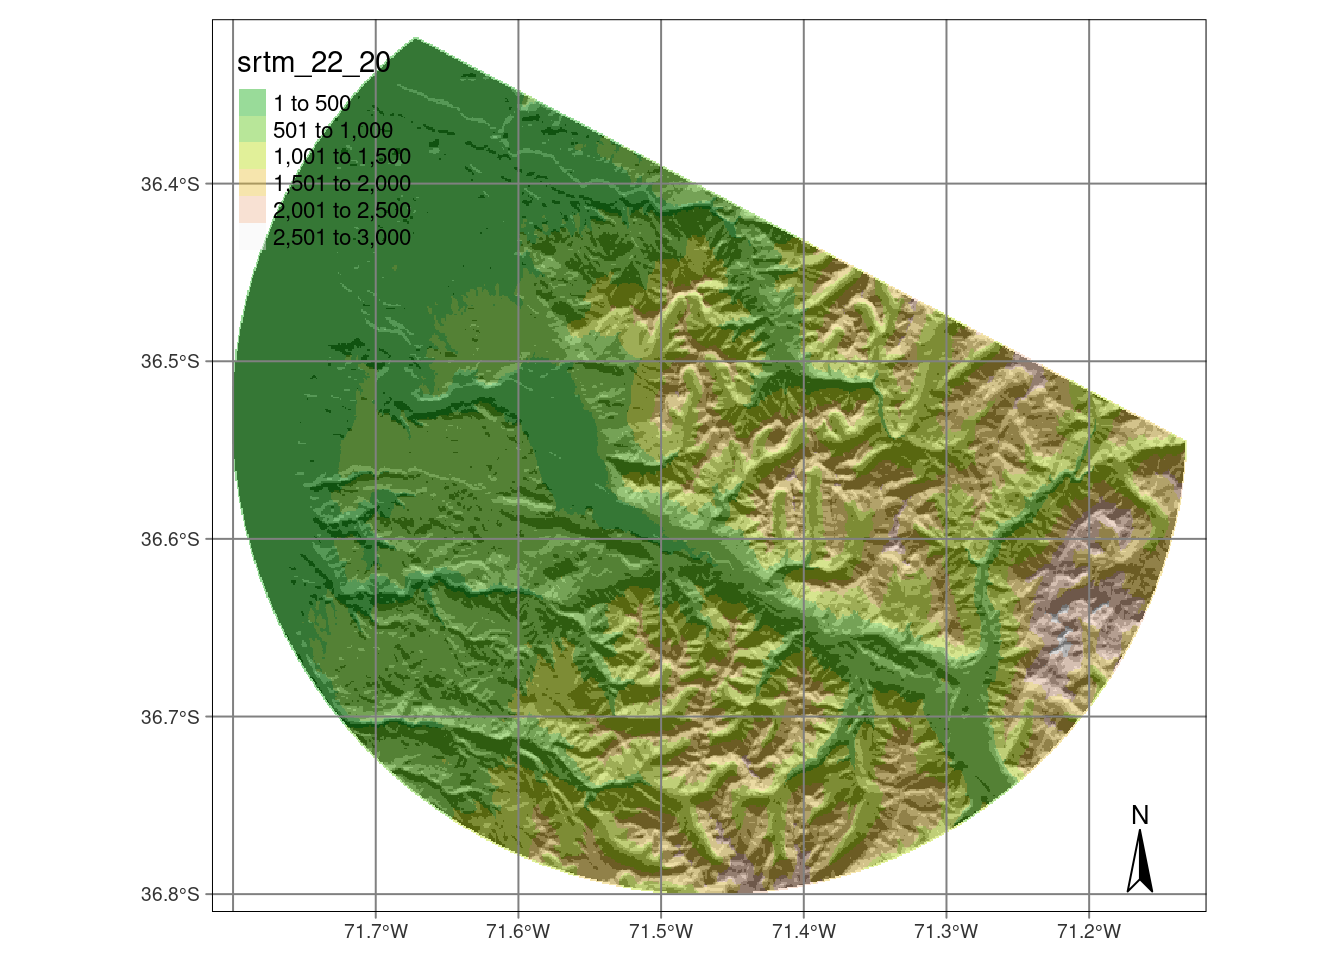 srtm_22_20
1 to 500
501 to 1,000
1,001 to 1,500
1,501 to 2,000
2,001 to 2,500
2,501 to 3,000
36.4°S
36.5°S
36.6°S
36.7°S
36.8°S
N
71.7°W 71.6°W 71.5°W 71.4°W 71.3°W 71.2°W